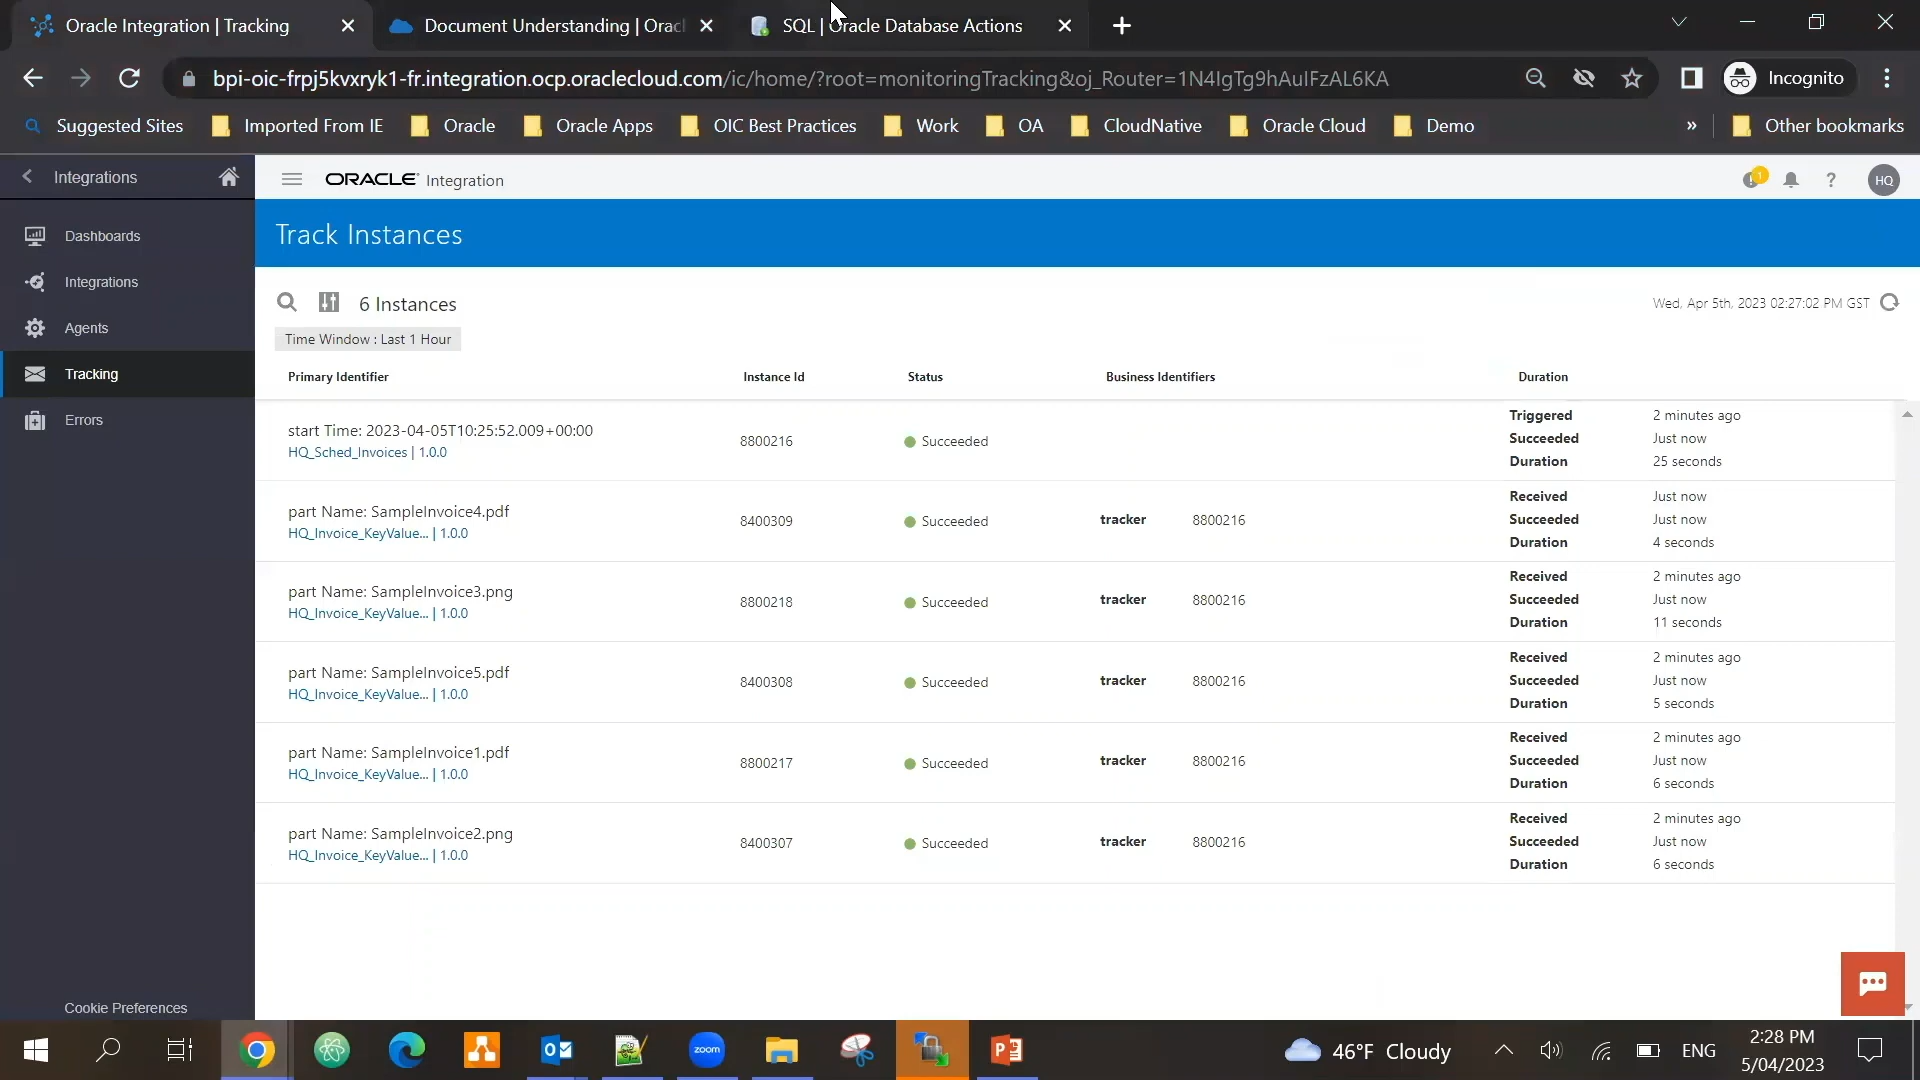 Oracle Integration | Tracking
Document Understanding | Orac
SQL | Oracle Database Actions
bpi-oic-frpj5kvxryk1-fr.integration.ocp.oraclecloud.com/ic/home/?root=monitoringTracking&oj_Router=1N4IgTg9hAuIFzAL6KA
Incognito
Suggested Sites
Imported From IE
Oracle
Oracle Apps
OIC Best Practices
Work
OA
CloudNative
Oracle Cloud
Demo
»
Other bookmarks
Integrations
ORACLE Integration
1
?
HQ
Dashboards
Integrations
Agents
Tracking
Errors
Cookie Preferences
Track Instances
6 Instances
Wed, Apr 5th, 2023 02:27:02 PM GST
Time Window : Last 1 Hour
Primary Identifier Instance Id Status Business Identifiers Duration
start Time: 2023-04-05T10:25:52.009+00:00
HQ_Sched_Invoices | 1.0.0
8800216
Succeeded
Triggered 2 minutes ago
Succeeded Just now
Duration 25 seconds
part Name: SampleInvoice4.pdf
HQ_Invoice_KeyValue... | 1.0.0
8400309
Succeeded
tracker 8800216
Received Just now
Succeeded Just now
Duration 4 seconds
part Name: SampleInvoice3.png
HQ_Invoice_KeyValue... | 1.0.0
8800218
Succeeded
tracker 8800216
Received 2 minutes ago
Succeeded Just now
Duration 11 seconds
part Name: SampleInvoice5.pdf
HQ_Invoice_KeyValue... | 1.0.0
8400308
Succeeded
tracker 8800216
Received 2 minutes ago
Succeeded Just now
Duration 5 seconds
part Name: SampleInvoice1.pdf
HQ_Invoice_KeyValue... | 1.0.0
8800217
Succeeded
tracker 8800216
Received 2 minutes ago
Succeeded Just now
Duration 6 seconds
part Name: SampleInvoice2.png
HQ_Invoice_KeyValue... | 1.0.0
8400307
Succeeded
tracker 8800216
Received 2 minutes ago
Succeeded Just now
Duration 6 seconds
zoom
46°F Cloudy
ENG
2:28 PM
5/04/2023